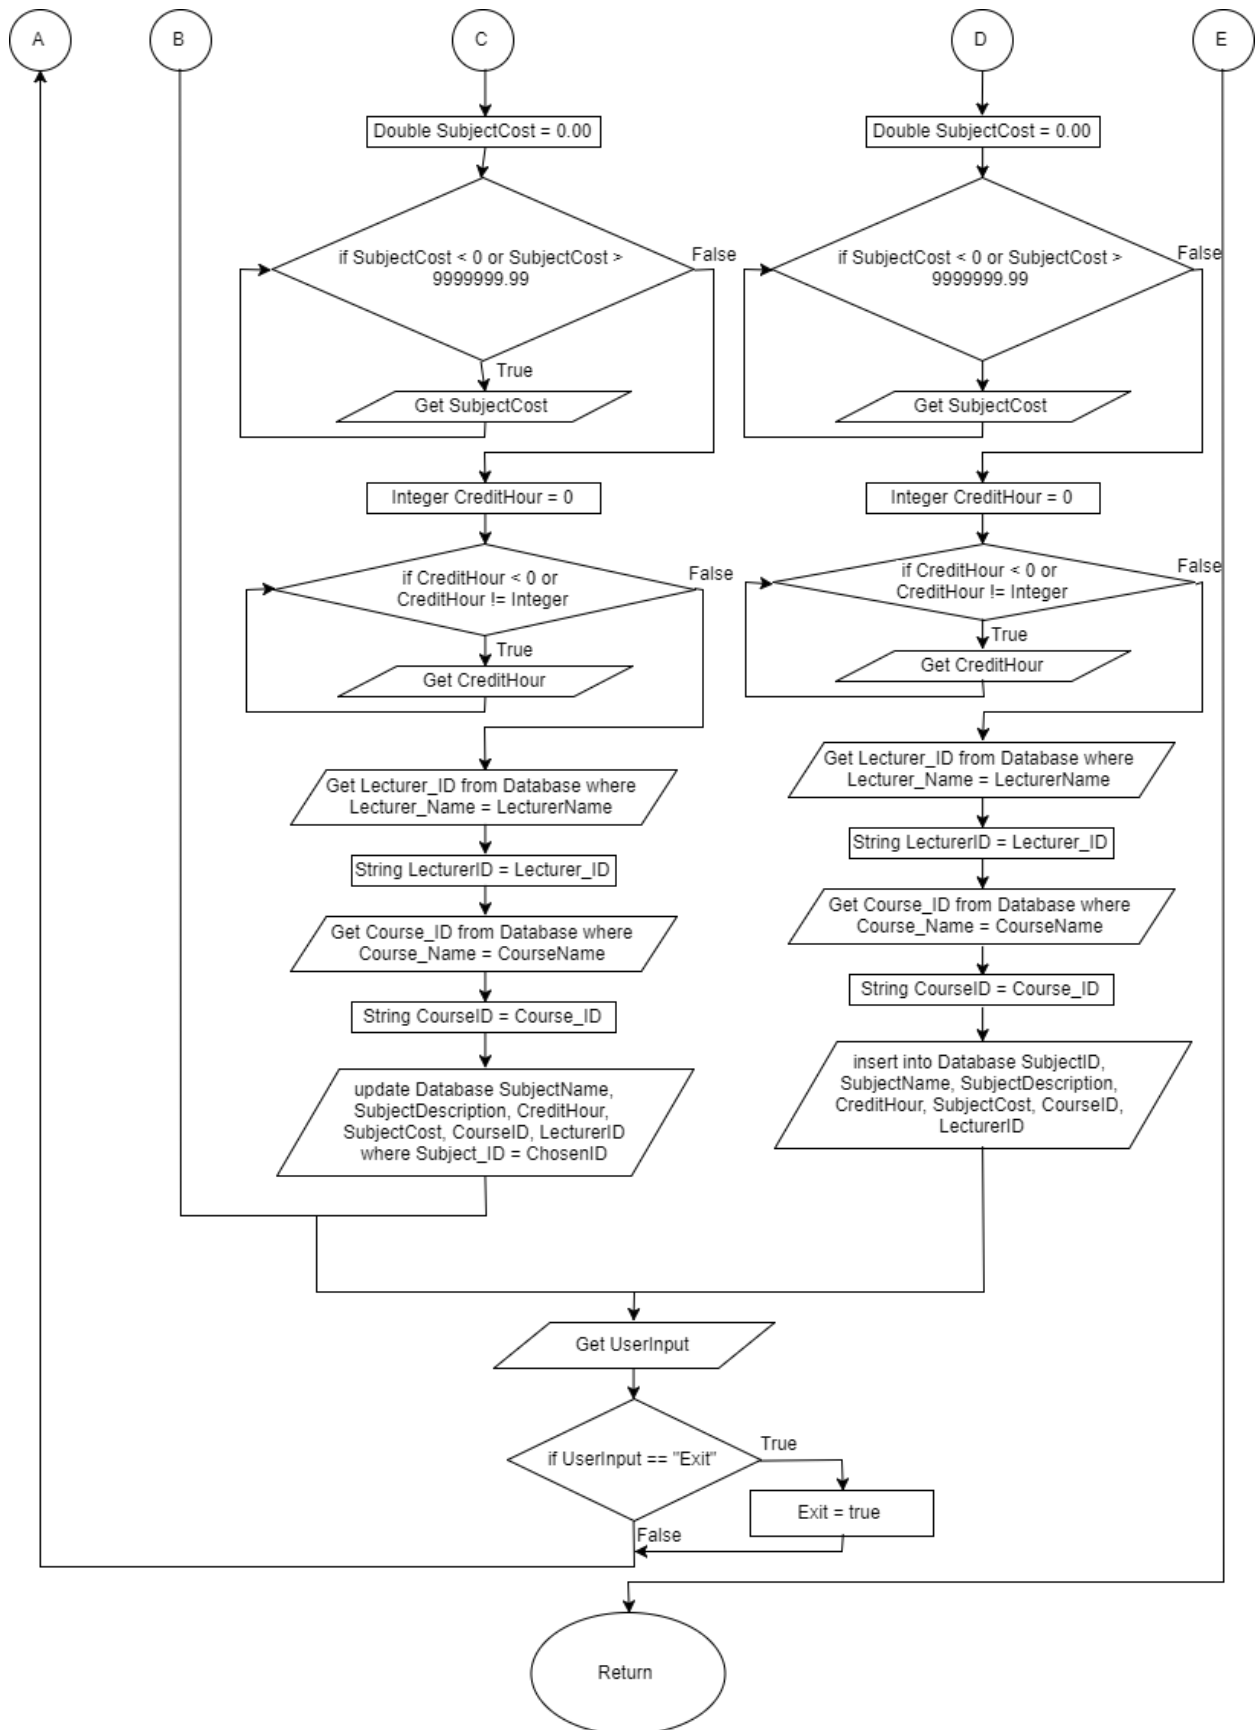 A
B
C
D
E
Double SubjectCost = 0.00
if SubjectCost < 0 or SubjectCost >
9999999.99
False
True
Get SubjectCost
Integer CreditHour = 0
if CreditHour < 0 or
CreditHour != Integer
False
True
Get CreditHour
Get Lecturer_ID from Database where
Lecturer_Name = LecturerName
String LecturerID = Lecturer_ID
Get Course_ID from Database where
Course_Name = CourseName
String CourseID = Course_ID
update Database SubjectName,
SubjectDescription, CreditHour,
SubjectCost, CourseID, LecturerID
where Subject_ID = ChosenID
Double SubjectCost = 0.00
if SubjectCost < 0 or SubjectCost >
9999999.99
False
Get SubjectCost
Integer CreditHour = 0
if CreditHour < 0 or
CreditHour != Integer
False
True
Get CreditHour
Get Lecturer_ID from Database where
Lecturer_Name = LecturerName
String LecturerID = Lecturer_ID
Get Course_ID from Database where
Course_Name = CourseName
String CourseID = Course_ID
insert into Database SubjectID,
SubjectName, SubjectDescription,
CreditHour, SubjectCost, CourseID,
LecturerID
Get UserInput
if UserInput == "Exit"
True
Exit = true
False
Return